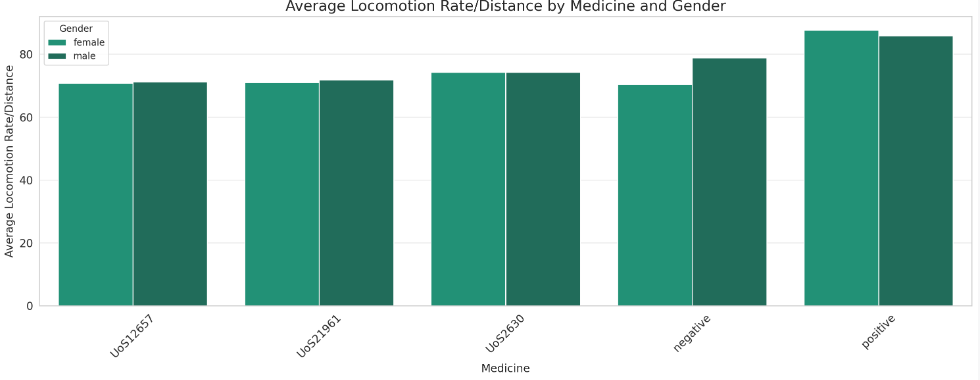 Average Locomotion Rate/Distance by Medicine and Gender
Average Locomotion Rate/Distance
80
60
40
20
0
Gender
female
male
UoS12657
UoS21961
UoS2630
negative
positive
Medicine